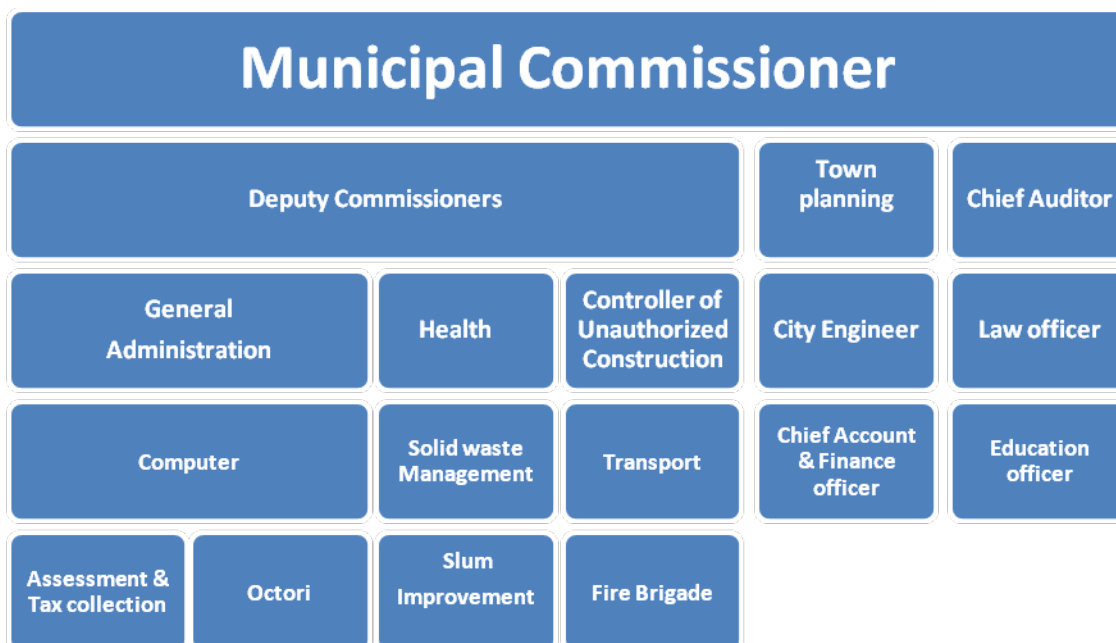 Municipal Commissioner
Deputy Commissioners
Town
planning
Chief Auditor
General
Administration
Health
Controller of
Unauthorized
Construction
City Engineer
Law officer
Computer
Solid waste
Management
Transport
Chief Account
& Finance
officer
Education
officer
Assessment &
Tax collection
Octori
Slum
Improvement
Fire Brigade